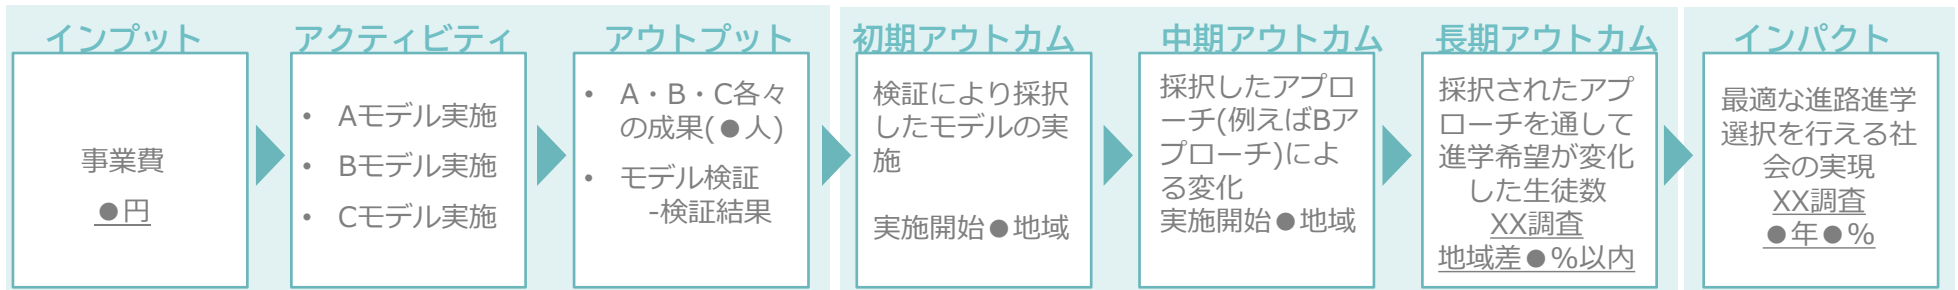 インプット
事業費
●円
アクティビティ
• Aモデル実施
• Bモデル実施
• Cモデル実施
アウトプット
• A・B・C各々
の成果(●人)
• モデル検証
-検証結果
初期アウトカム
検証により採択
したモデルの実
施
実施開始●地域
中期アウトカム
採択したアプロ
ーチ(例えばBア
プローチ)によ
る変化
実施開始●地域
長期アウトカム
採択されたアプ
ローチを通して
進学希望が変化
した生徒数
XX調査
地域差●%以内
インパクト
最適な進路進学
選択を行える社
会の実現
XX調査
●年●%